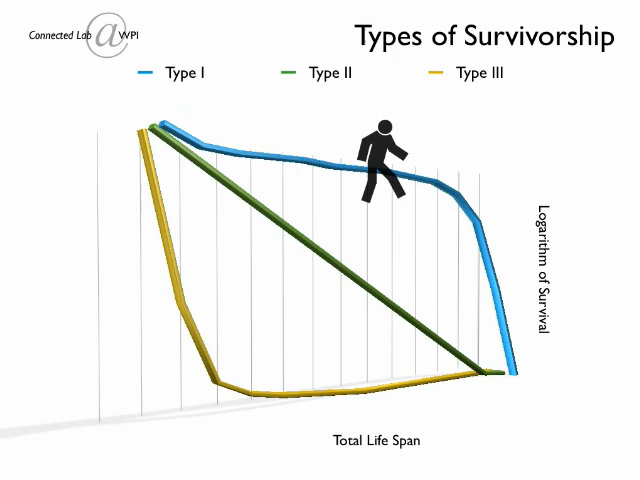 Connected Lab @WPI
Types of Survivorship
Type I Type II Type III
Logarithm of Survival
Total Life Span